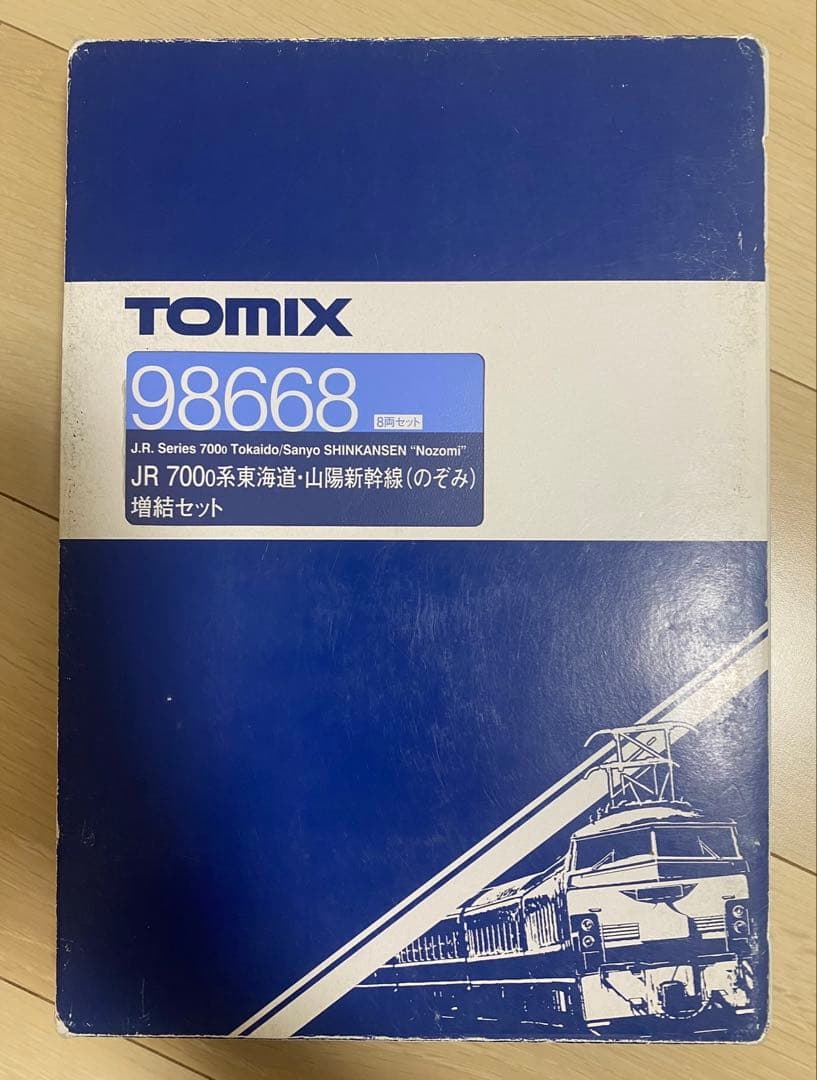 TOMIX
98668 8両セット
J.R. Series 7000 Tokaido/Sanyo SHINKANSEN “Nozomi”
JR 7000系東海道・山陽新幹線(のぞみ)
増結セット